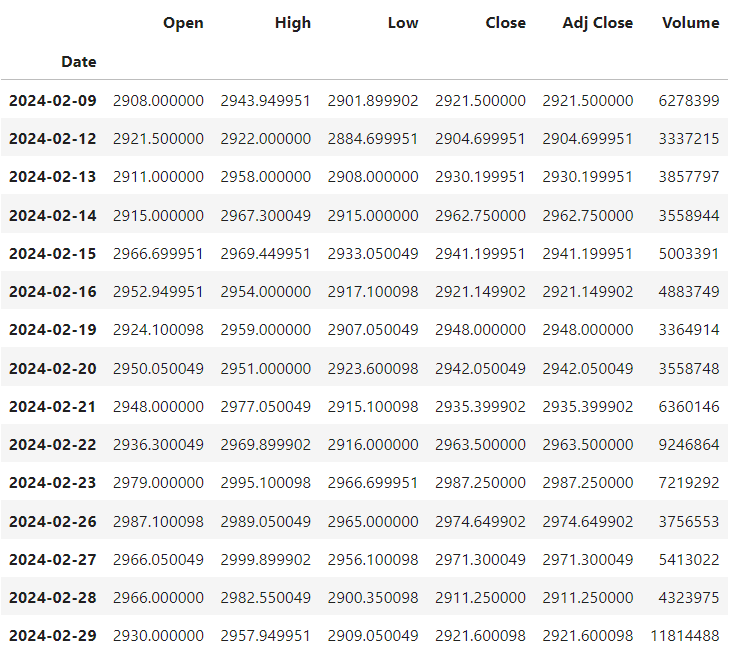 Open High Low Close Adj Close Volume
Date
2024-02-09 2908.000000 2943.949951 2901.899902 2921.500000 2921.500000 6278399
2024-02-12 2921.500000 2922.000000 2884.699951 2904.699951 2904.699951 3337215
2024-02-13 2911.000000 2958.000000 2908.000000 2930.199951 2930.199951 3857797
2024-02-14 2915.000000 2967.300049 2915.000000 2962.750000 2962.750000 3558944
2024-02-15 2966.699951 2969.449951 2933.050049 2941.199951 2941.199951 5003391
2024-02-16 2952.949951 2954.000000 2917.100098 2921.149902 2921.149902 4883749
2024-02-19 2924.100098 2959.000000 2907.050049 2948.000000 2948.000000 3364914
2024-02-20 2950.050049 2951.000000 2923.600098 2942.050049 2942.050049 3558748
2024-02-21 2948.000000 2977.050049 2915.100098 2935.399902 2935.399902 6360146
2024-02-22 2936.300049 2969.899902 2916.000000 2963.500000 2963.500000 9246864
2024-02-23 2979.000000 2995.100098 2966.699951 2987.250000 2987.250000 7219292
2024-02-26 2987.100098 2989.050049 2965.000000 2974.649902 2974.649902 3756553
2024-02-27 2966.050049 2999.899902 2956.100098 2971.300049 2971.300049 5413022
2024-02-28 2966.000000 2982.550049 2900.350098 2911.250000 2911.250000 4323975
2024-02-29 2930.000000 2957.949951 2909.050049 2921.600098 2921.600098 11814488